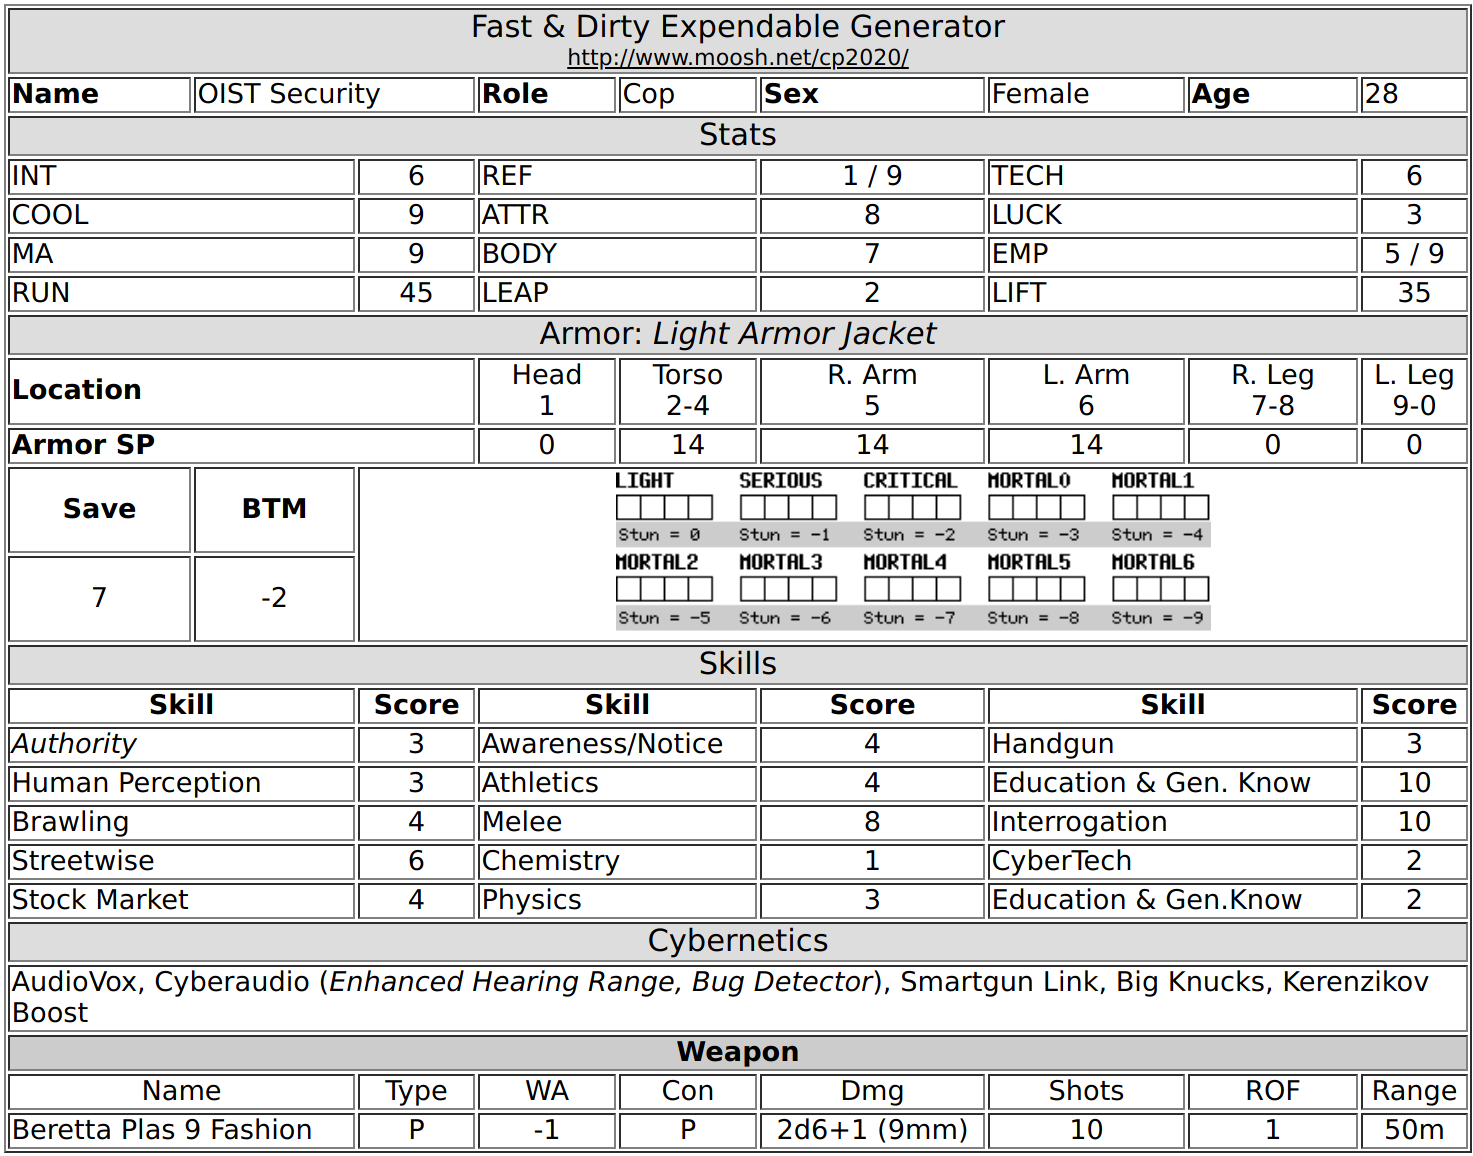 Fast & Dirty Expendable Generator
http://www.moosh.net/cp2020/
Name OIST Security Role Cop Sex Female Age 28
Stats
INT 6 REF 1 / 9 TECH 6
COOL 9 ATTR 8 LUCK 3
MA 9 BODY 7 EMP 5 / 9
RUN 45 LEAP 2 LIFT 35
Armor: Light Armor Jacket
Location Head Torso R. Arm L. Arm R. Leg L. Leg
1 2-4 5 6 7-8 9-0
Armor SP 0 14 14 14 0 0
Save BTM
7 -2
LIGHT SERIOUS CRITICAL MORTAL0 MORTAL1
Stun = 0 Stun = -1 Stun = -2 Stun = -3 Stun = -4
MORTAL2 MORTAL3 MORTAL4 MORTAL5 MORTAL6
Stun = -5 Stun = -6 Stun = -7 Stun = -8 Stun = -9
Skills
Skill Score Skill Score Skill Score
Authority 3 Awareness/Notice 4 Handgun 3
Human Perception 3 Athletics 4 Education & Gen. Know 10
Brawling 4 Melee 8 Interrogation 10
Streetwise 6 Chemistry 1 CyberTech 2
Stock Market 4 Physics 3 Education & Gen.Know 2
Cybernetics
AudioVox, Cyberaudio (Enhanced Hearing Range, Bug Detector), Smartgun Link, Big Knucks, Kerenzikov
Boost
Weapon
Name Type WA Con Dmg Shots ROF Range
Beretta Plas 9 Fashion P -1 P 2d6+1 (9mm) 10 1 50m